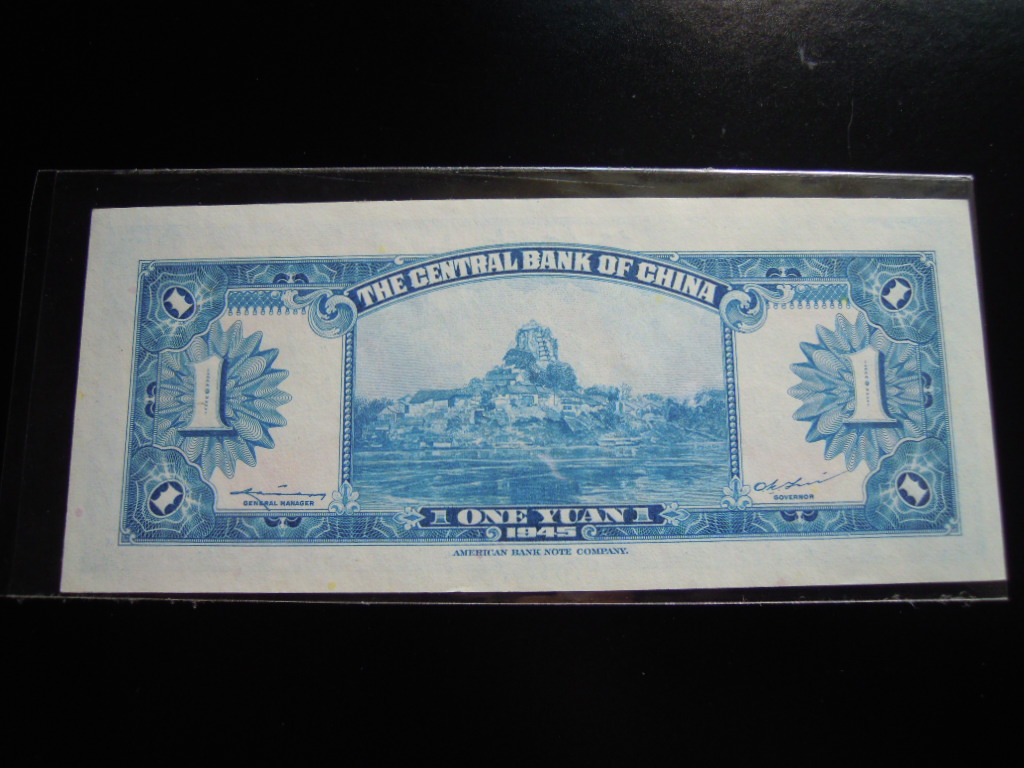 THE CENTRAL BANK OF CHINA
1 1
GENERAL MANAGER
GOVERNOR
1 ONE YUAN 1
1945
AMERICAN BANK NOTE COMPANY.